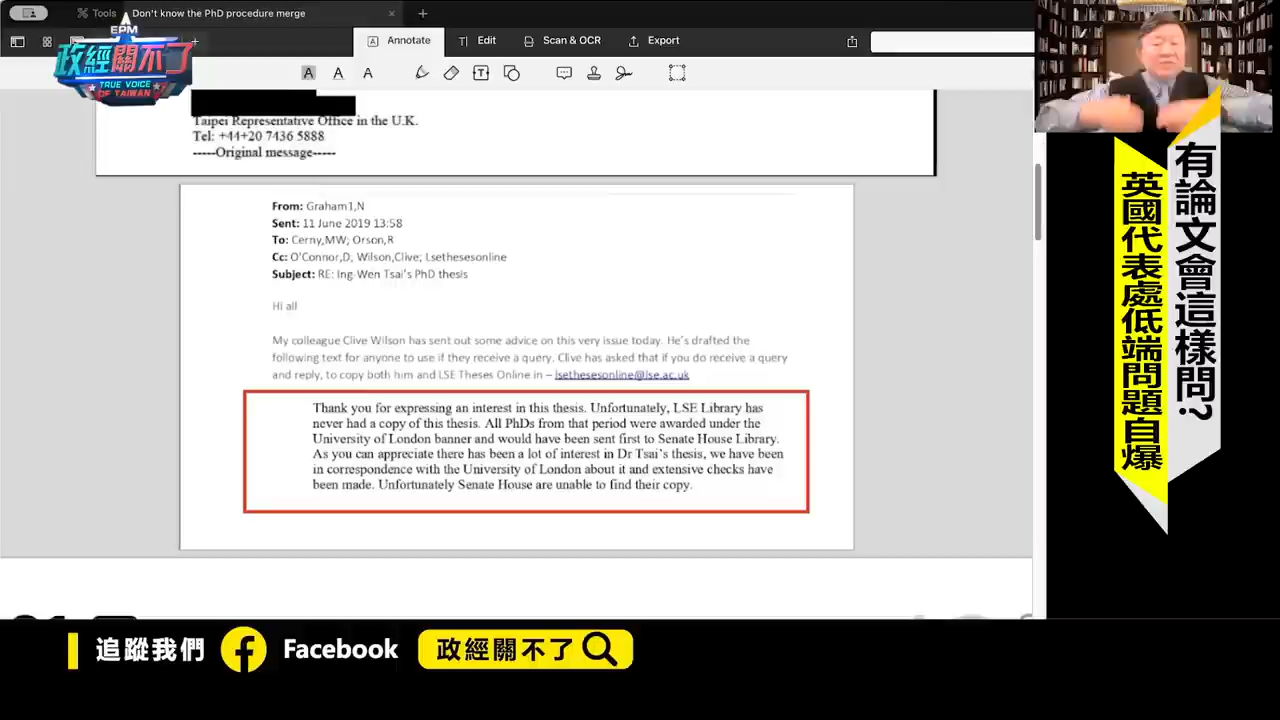 Tools
Don't know the PhD procedure merge
EPM
政經關不了
TRUE VOICE
OF TAIWAN
Annotate
Edit
Scan & OCR
Export
Taipei Representative Office in the U.K.
Tel: +44+20 7436 5888
-----Original message-----
From: Graham1,N
Sent: 11 June 2019 13:58
To: Cerny,MW; Orson,R
Cc: O'Connor,D; Wilson,Clive; Lsethesesonline
Subject: RE: Ing-Wen Tsai's PhD thesis
Hi all
My colleague Clive Wilson has sent out some advice on this very issue today. He's drafted the
following text for anyone to use if they receive a query. Clive has asked that if you do receive a query
and reply, to copy both him and LSE Theses Online in – lsethesesonline@lse.ac.uk
Thank you for expressing an interest in this thesis. Unfortunately, LSE Library has
never had a copy of this thesis. All PhDs from that period were awarded under the
University of London banner and would have been sent first to Senate House Library.
As you can appreciate there has been a lot of interest in Dr Tsai's thesis, we have been
in correspondence with the University of London about it and extensive checks have
been made. Unfortunately Senate House are unable to find their copy.
有論文會這樣問?
英國代表處低端問題自爆
追蹤我們
Facebook
政經關不了